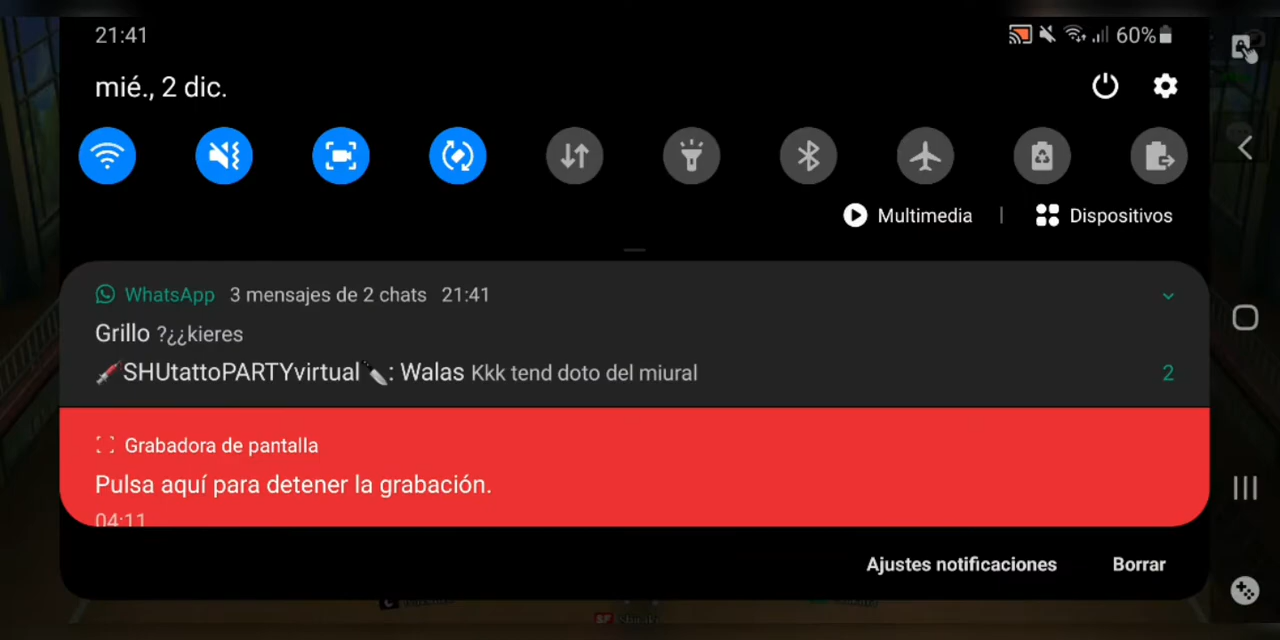 21:41
60%
mié., 2 dic.
Multimedia | Dispositivos
WhatsApp 3 mensajes de 2 chats 21:41
Grillo ?¿¿kieres
SHUtattoPARTYvirtual: Walas Kkk tend doto del miural
2
Grabadora de pantalla
Pulsa aquí para detener la grabación.
04:11
Ajustes notificaciones
Borrar